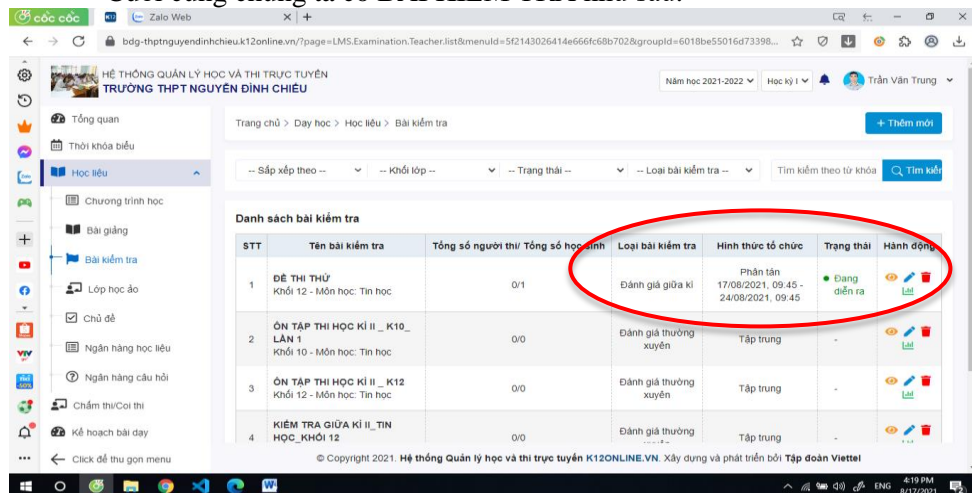 Cuối cùng chúng ta có BÀI KIỂM TRA như sau:
cốc cốc
Zalo Web
bdg-thptnguyendinhchieu.k12online.vn/?page=LMS.Examination.Teacher.list&menuId=5f2143026414e666fc68b702&groupId=6018be55016d73398...
HỆ THỐNG QUẢN LÝ HỌC VÀ THI TRỰC TUYẾN
TRƯỜNG THPT NGUYỄN ĐÌNH CHIỂU
Năm học 2021-2022
Học kỳ I
Trần Văn Trung
Tổng quan
Thời khóa biểu
Học liệu
Chương trình học
Bài giảng
Bài kiểm tra
Lớp học ảo
Chủ đề
Ngân hàng học liệu
Ngân hàng câu hỏi
Chấm thi/Coi thi
Kế hoạch bài dạy
Click để thu gọn menu
Trang chủ > Dạy học > Học liệu > Bài kiểm tra
+ Thêm mới
-- Sắp xếp theo --
-- Khối lớp --
-- Trạng thái --
-- Loại bài kiểm tra --
Tìm kiếm theo từ khóa
Tìm kiếm
Danh sách bài kiểm tra
STT Tên bài kiểm tra Tổng số người thi/ Tổng số học sinh Loại bài kiểm tra Hình thức tổ chức Trạng thái Hành động
1
ĐỀ THI THỬ
Khối 12 - Môn học: Tin học
0/1
Đánh giá giữa kì
Phân tán
17/08/2021, 09:45 -
24/08/2021, 09:45
Đang
diễn ra
2
ÔN TẬP THI HỌC KÌ II _ K10_
LẦN 1
Khối 10 - Môn học: Tin học
0/0
Đánh giá thường
xuyên
Tập trung
-
3
ÔN TẬP THI HỌC KÌ II _ K12
Khối 12 - Môn học: Tin học
0/0
Đánh giá thường
xuyên
Tập trung
-
4
KIỂM TRA GIỮA KÌ II_TIN
HỌC_KHỐI 12
0/0
Đánh giá thường
Tập trung
-
© Copyright 2021. Hệ thống Quản lý học và thi trực tuyến K12ONLINE.VN. Xây dựng và phát triển bởi Tập đoàn Viettel
ENG
4:19 PM
8/17/2021